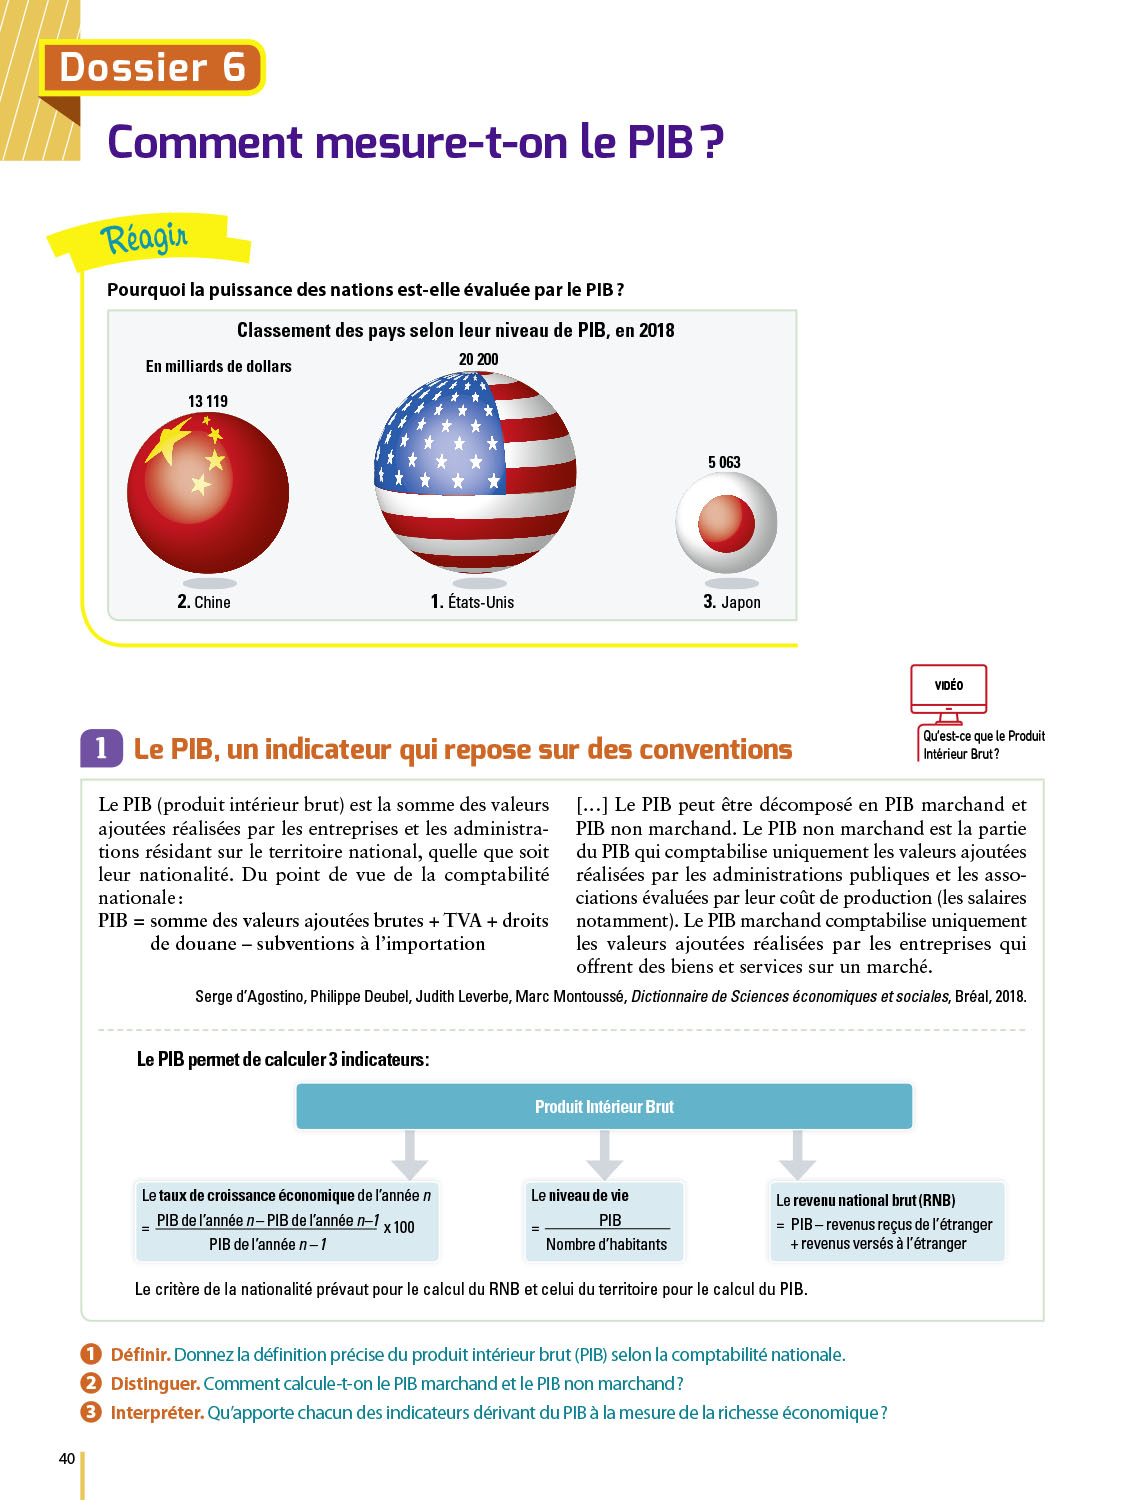 Dossier 6
Comment mesure-t-on le PIB ?
Réagir
Pourquoi la puissance des nations est-elle évaluée par le PIB ?
Classement des pays selon leur niveau de PIB, en 2018
En milliards de dollars
13 119
20 200
5 063
2. Chine
1. États-Unis
3. Japon
VIDÉO
Qu'est-ce que le Produit
Intérieur Brut ?
1 Le PIB, un indicateur qui repose sur des conventions
Le PIB (produit intérieur brut) est la somme des valeurs
ajoutées réalisées par les entreprises et les administra-
tions résidant sur le territoire national, quelle que soit
leur nationalité. Du point de vue de la comptabilité
nationale :
PIB = somme des valeurs ajoutées brutes + TVA + droits
de douane – subventions à l'importation
[…] Le PIB peut être décomposé en PIB marchand et
PIB non marchand. Le PIB non marchand est la partie
du PIB qui comptabilise uniquement les valeurs ajoutées
réalisées par les administrations publiques et les asso-
ciations évaluées par leur coût de production (les salaires
notamment). Le PIB marchand comptabilise uniquement
les valeurs ajoutées réalisées par les entreprises qui
offrent des biens et services sur un marché.
Serge d'Agostino, Philippe Deubel, Judith Leverbe, Marc Montoussé, Dictionnaire de Sciences économiques et sociales, Bréal, 2018.
Le PIB permet de calculer 3 indicateurs :
Produit Intérieur Brut
Le taux de croissance économique de l'année n
= PIB de l'année n – PIB de l'année n–1 x 100
PIB de l'année n – 1
Le niveau de vie
= PIB
Nombre d'habitants
Le revenu national brut (RNB)
= PIB – revenus reçus de l'étranger
+ revenus versés à l'étranger
Le critère de la nationalité prévaut pour le calcul du RNB et celui du territoire pour le calcul du PIB.
1 Définir. Donnez la définition précise du produit intérieur brut (PIB) selon la comptabilité nationale.
2 Distinguer. Comment calcule-t-on le PIB marchand et le PIB non marchand ?
3 Interpréter. Qu'apporte chacun des indicateurs dérivant du PIB à la mesure de la richesse économique ?
40